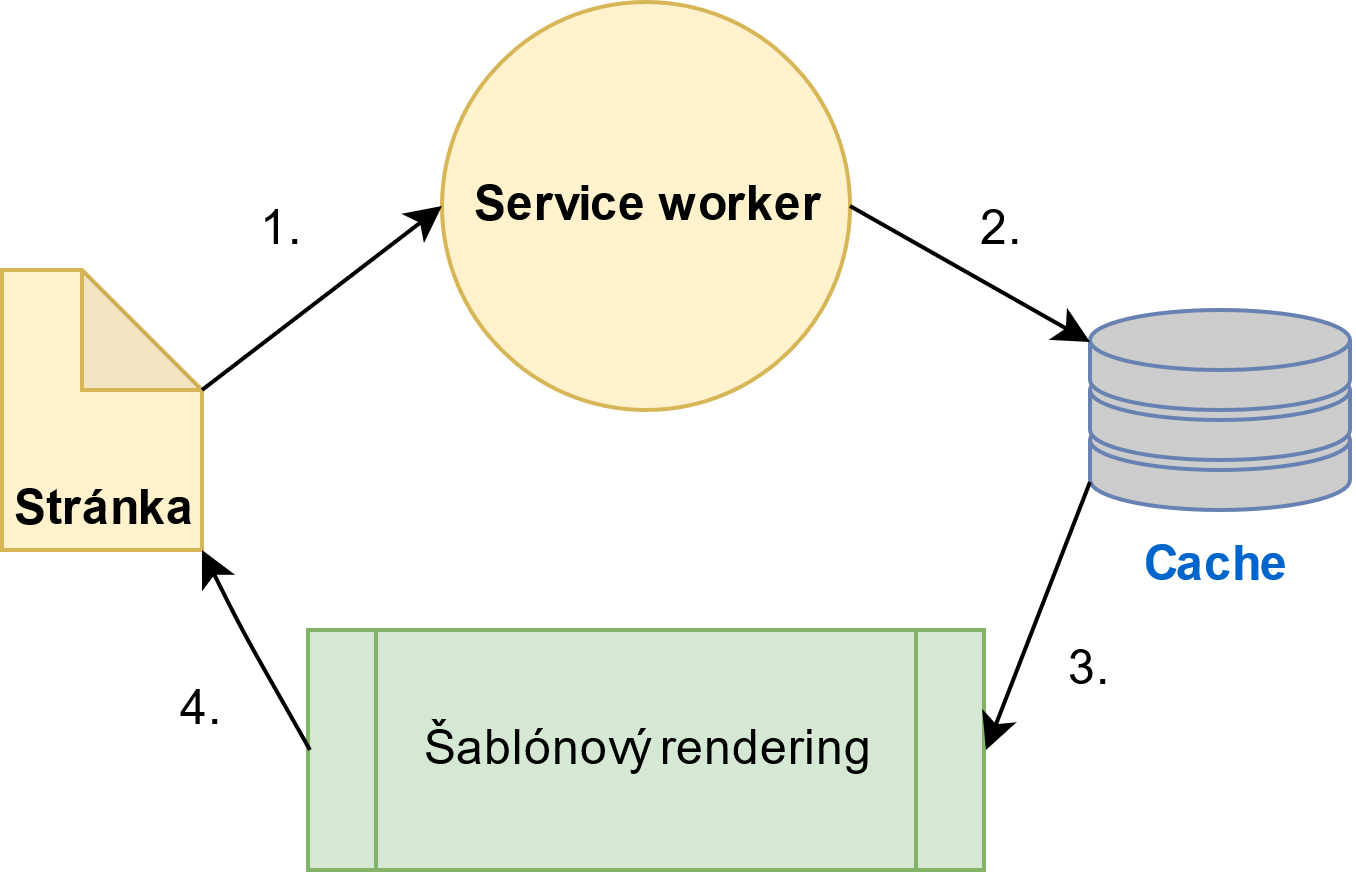 1.
Service worker
2.
Stránka
Cache
3.
4.
Šablónový rendering